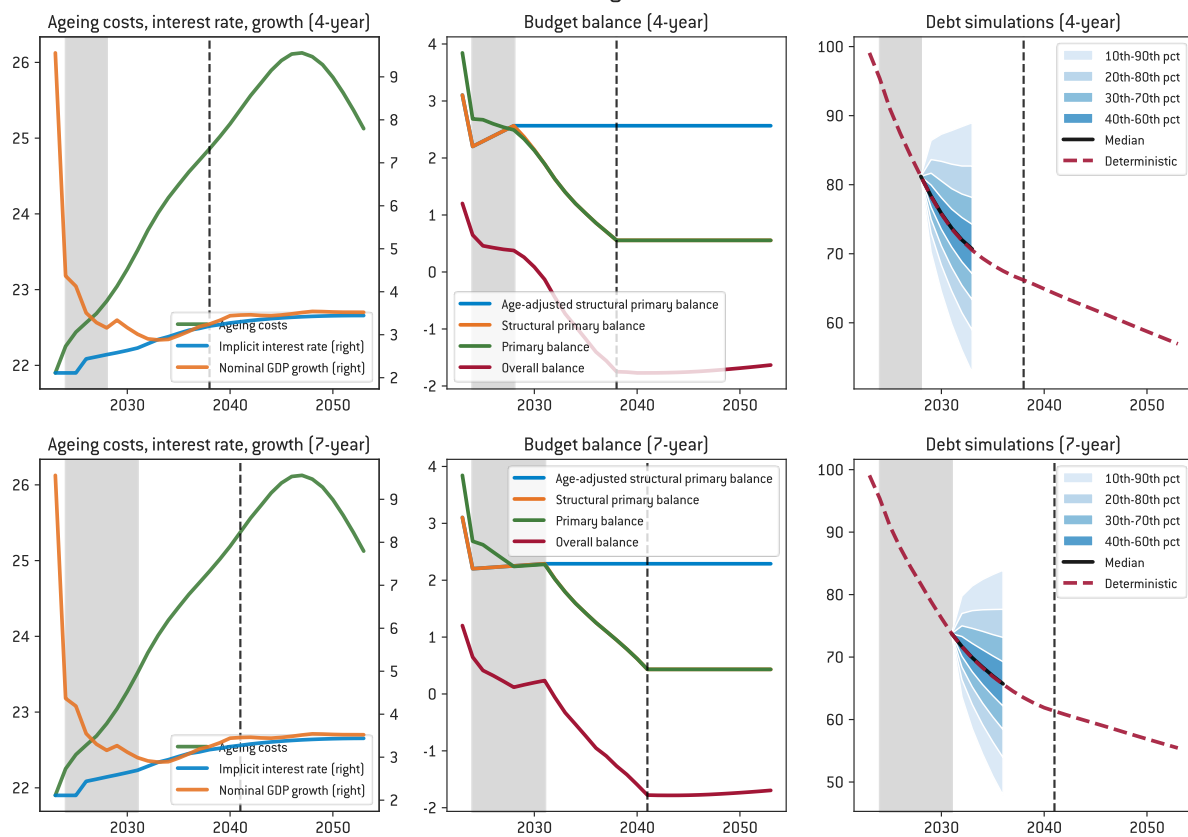 Ageing costs, interest rate, growth (4-year)
Budget balance (4-year)
Debt simulations (4-year)
26
25
24
23
22
9
8
7
6
5
4
3
2
Ageing costs
Implicit interest rate (right)
Nominal GDP growth (right)
2030
2040
2050
4
3
2
1
0
-1
-2
Age-adjusted structural primary balance
Structural primary balance
Primary balance
Overall balance
2030
2040
2050
100
90
80
70
60
10th-90th pct
20th-80th pct
30th-70th pct
40th-60th pct
Median
Deterministic
2030
2040
2050
Ageing costs, interest rate, growth (7-year)
Budget balance (7-year)
Debt simulations (7-year)
26
25
24
23
22
9
8
7
6
5
4
3
2
Ageing costs
Implicit interest rate (right)
Nominal GDP growth (right)
2030
2040
2050
4
3
2
1
0
-1
-2
Age-adjusted structural primary balance
Structural primary balance
Primary balance
Overall balance
2030
2040
2050
100
90
80
70
60
50
10th-90th pct
20th-80th pct
30th-70th pct
40th-60th pct
Median
Deterministic
2030
2040
2050